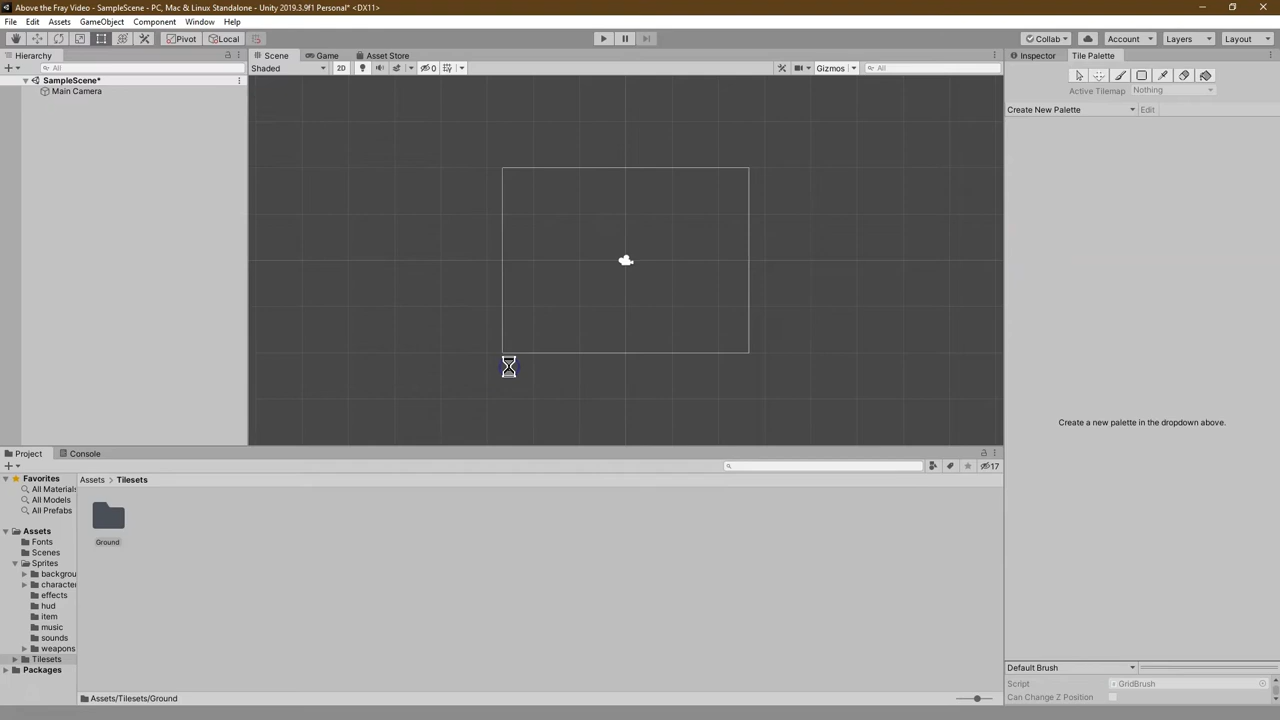 Above the Fray Video - SampleScene - PC, Mac & Linux Standalone - Unity 2019.3.9f1 Personal* <DX11>
File Edit Assets GameObject Component Window Help
Pivot Local Collab Account Layers Layout
Hierarchy Scene Game Asset Store Inspector Tile Palette
All Shaded 2D 0 Gizmos All
SampleScene*
Main Camera
Active Tilemap Nothing
Create New Palette Edit
Create a new palette in the dropdown above.
Project Console
17
Favorites
All Materials
All Models
All Prefabs
Assets
Fonts
Scenes
Sprites
backgrou
character
effects
hud
item
music
sounds
weapons
Tilesets
Packages
Assets > Tilesets
Ground
Assets/Tilesets/Ground
Default Brush
Script GridBrush
Can Change Z Position